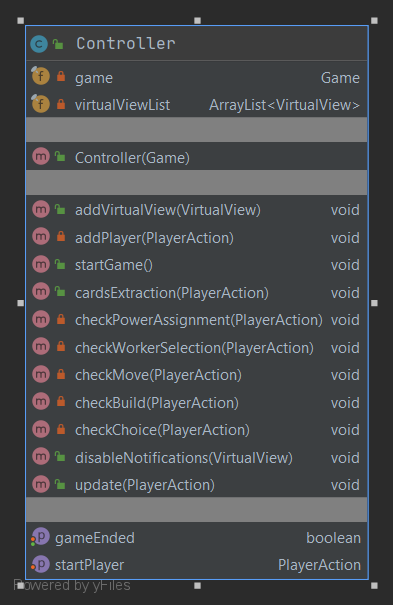 Controller
game Game
virtualViewList ArrayList<VirtualView>
Controller(Game)
addVirtualView(VirtualView) void
addPlayer(PlayerAction) void
startGame() void
cardsExtraction(PlayerAction) void
checkPowerAssignment(PlayerAction) void
checkWorkerSelection(PlayerAction) void
checkMove(PlayerAction) void
checkBuild(PlayerAction) void
checkChoice(PlayerAction) void
disableNotifications(VirtualView) void
update(PlayerAction) void
gameEnded boolean
startPlayer PlayerAction
Powered by yFiles